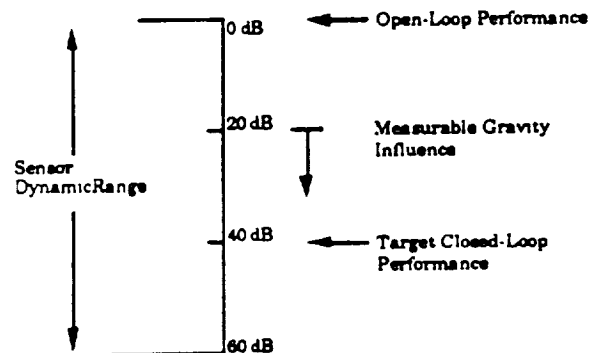 0 dB
Open-Loop Performance
20 dB
Measurable Gravity
Influence
Sensor
DynamicRange
40 dB
Target Closed-Loop
Performance
60 dB